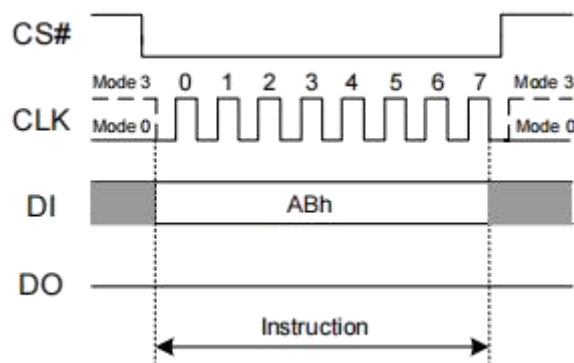 CS#
Mode 3 0 1 2 3 4 5 6 7 Mode 3
CLK Mode 0 Mode 0
DI ABh
DO
Instruction